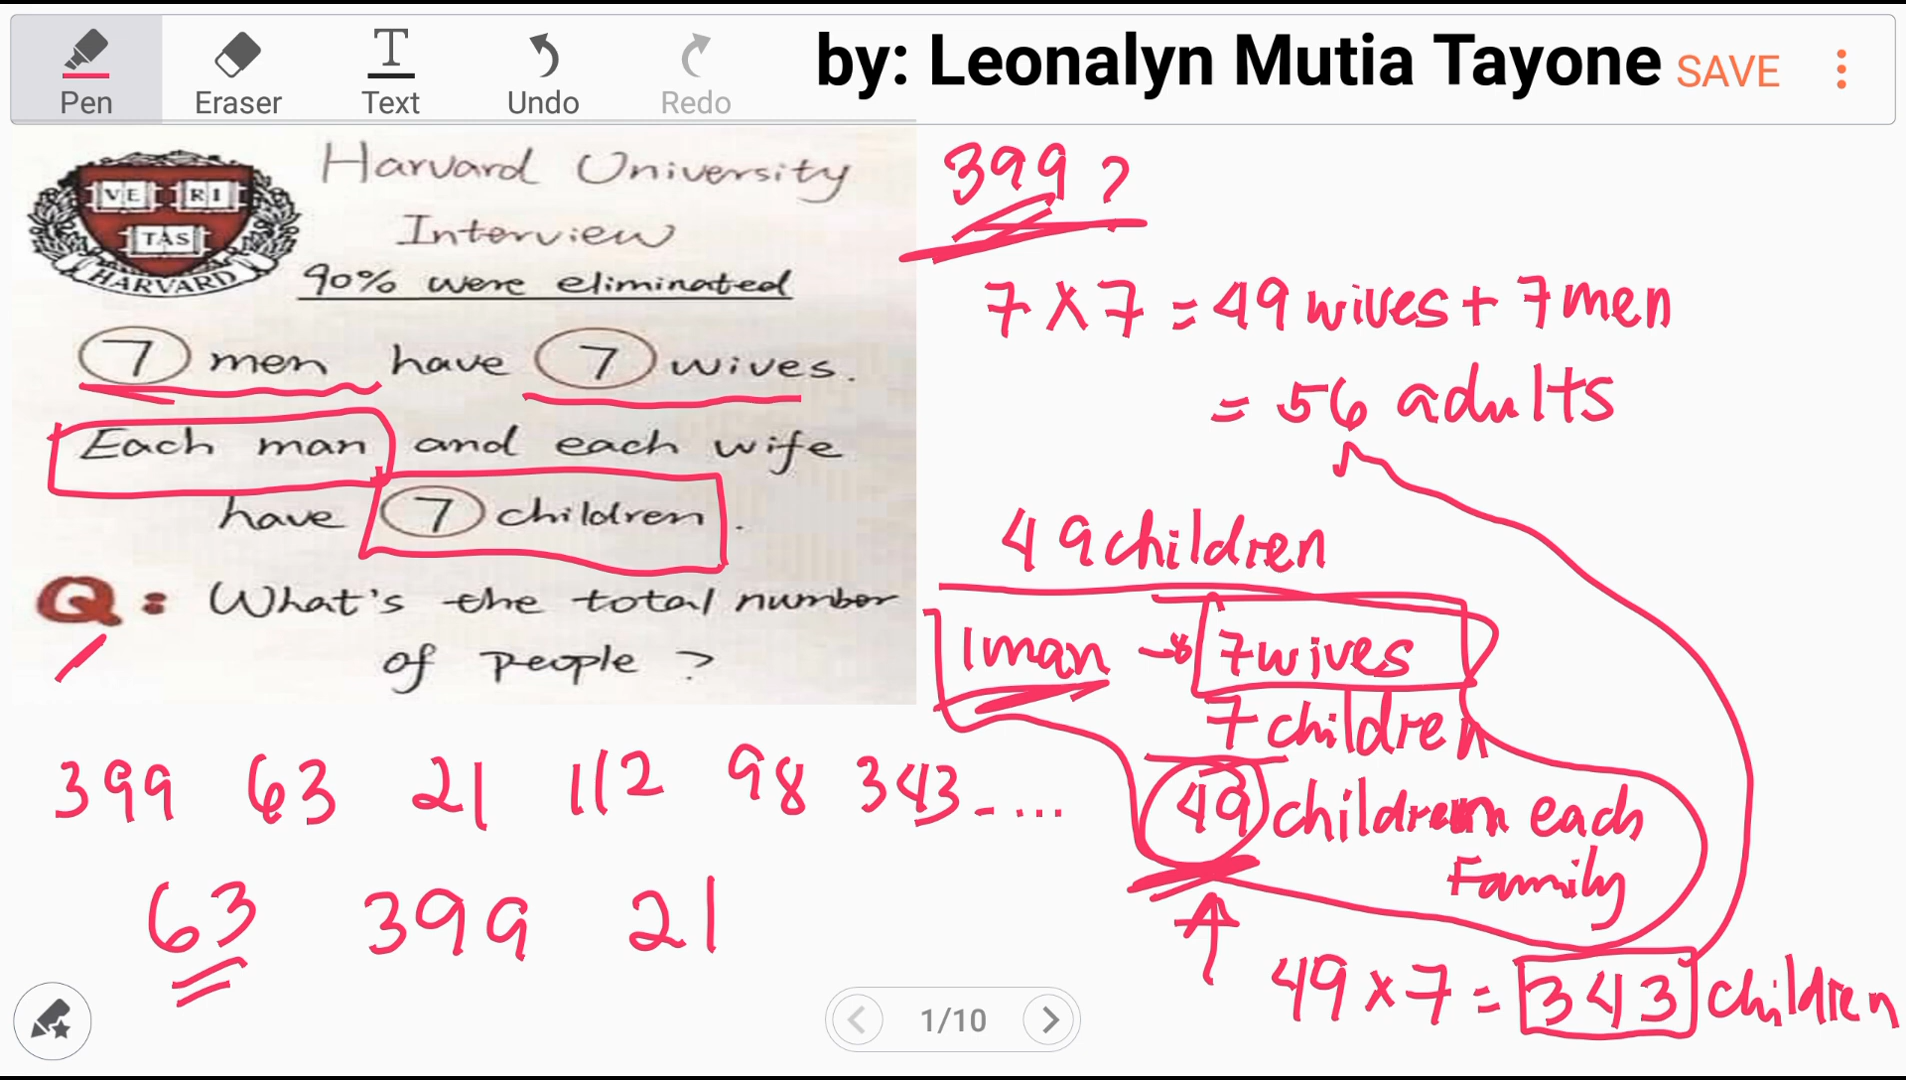 Pen
Eraser
Text
Undo
Redo
by: Leonalyn Mutia Tayone
SAVE
VE RI
TAS
HARVARD
Harvard University
Interview
90% were eliminated
7 men have 7 wives.
Each man and each wife
have 7 children.
Q: What's the total number
of people?
399 63 21 112 98 343 - ...
63 399 21
399?
7 x 7 = 49 wives + 7 men
= 56 adults
49 children
1 man → 7 wives
7 children
49 children each
Family
49 x 7 = 343 children
1/10